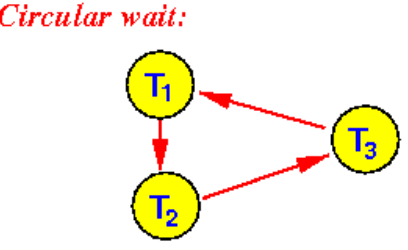 Circular wait:
T₁
T₃
T₂